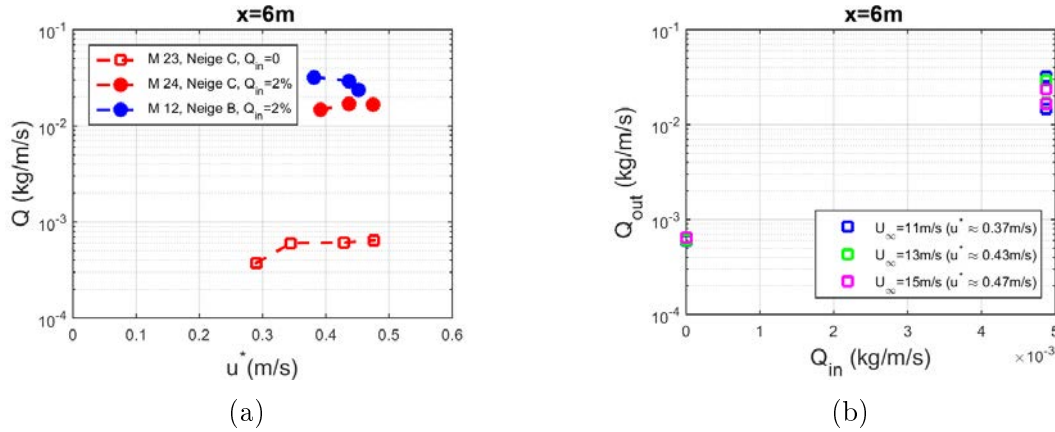 x=6m
Q (kg/m/s)
10^-1
10^-2
10^-3
10^-4
M 23, Neige C, Q_in=0
M 24, Neige C, Q_in=2%
M 12, Neige B, Q_in=2%
0 0.1 0.2 0.3 0.4 0.5 0.6
u*(m/s)
(a)
x=6m
Q_out (kg/m/s)
10^-1
10^-2
10^-3
10^-4
U_∞=11m/s (u* ≈ 0.37m/s)
U_∞=13m/s (u* ≈ 0.43m/s)
U_∞=15m/s (u* ≈ 0.47m/s)
0 1 2 3 4 5
×10^-3
Q_in (kg/m/s)
(b)